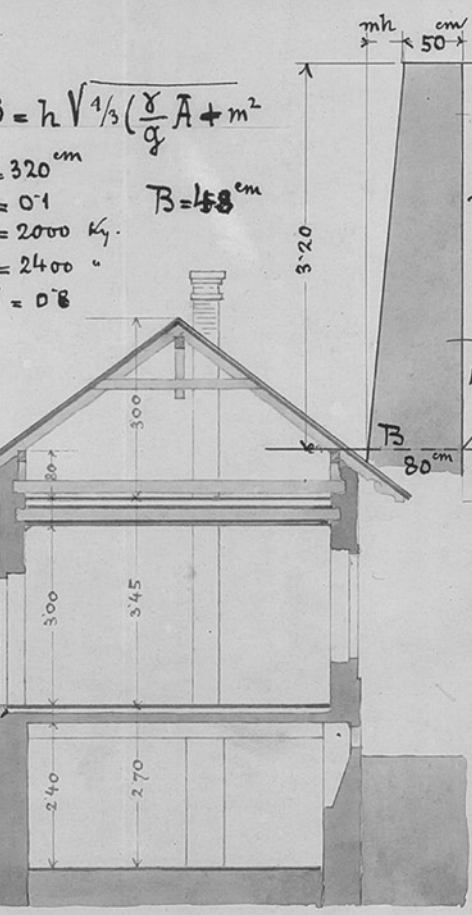 mh 50 cm
= h √ 4/3 (γ/g A + m²
= 320 cm
= 0·1
= 2000 Kg.
= 2400 "
= 0·8
B = 48 cm
3·20
B
80 cm
300
80
3·00
3·45
2·40
2·70